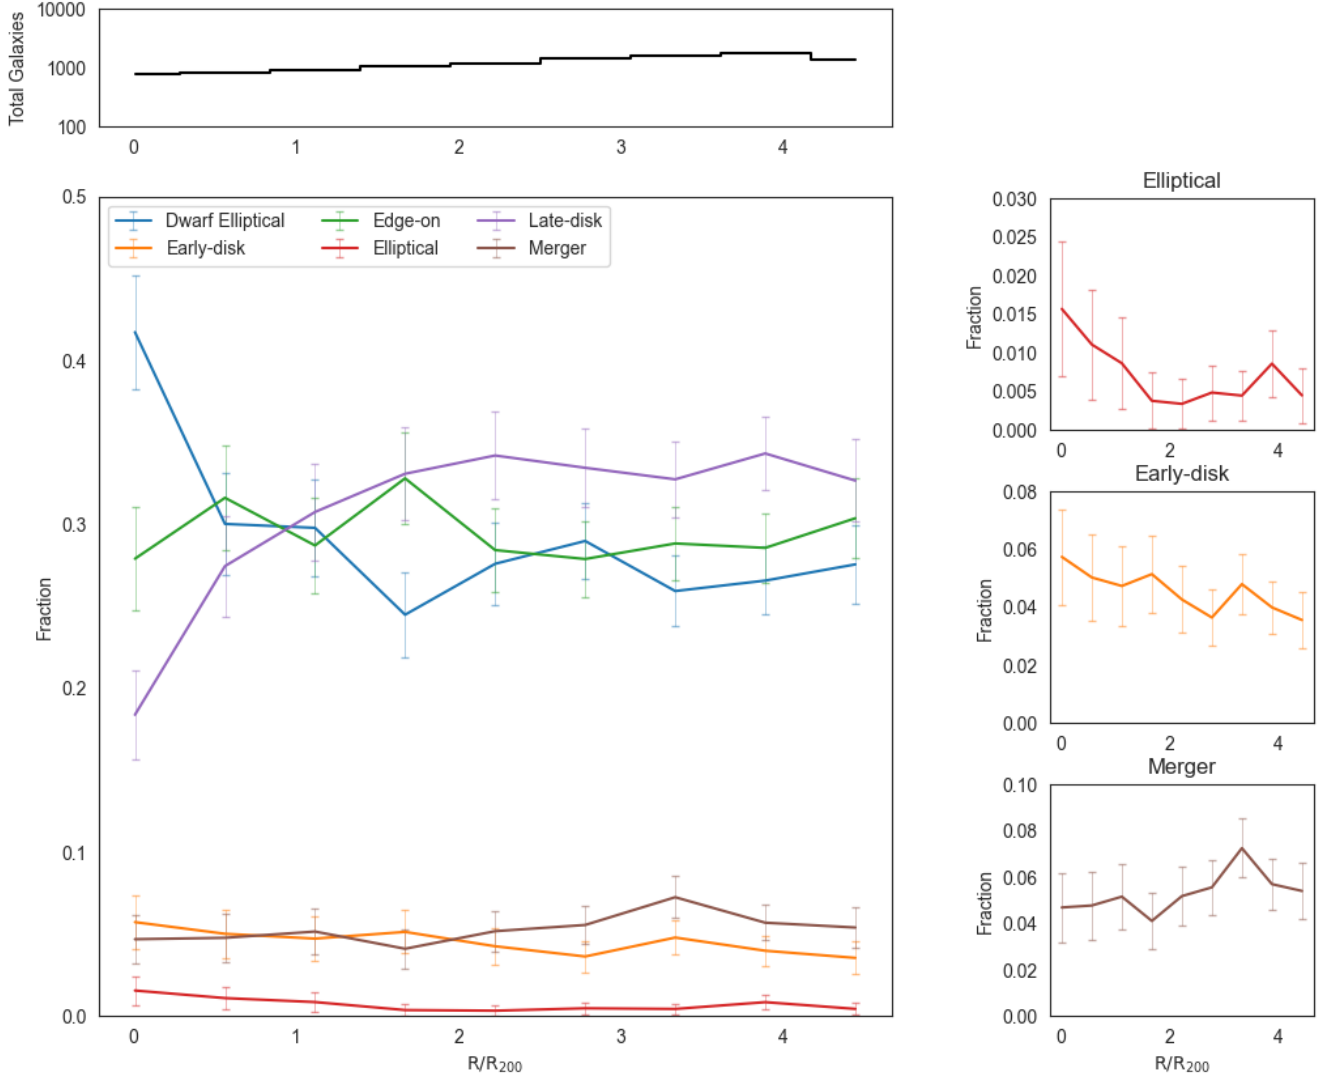 10000
1000
100
Total Galaxies
0 1 2 3 4
0.5
0.4
0.3
0.2
0.1
0.0
Fraction
Dwarf Elliptical Edge-on Late-disk
Early-disk Elliptical Merger
0 1 2 3 4
R/R200
Elliptical
0.030
0.025
0.020
0.015
0.010
0.005
0.000
Fraction
0 2 4
Early-disk
0.08
0.06
0.04
0.02
0.00
Fraction
0 2 4
Merger
0.10
0.08
0.06
0.04
0.02
0.00
Fraction
0 2 4
R/R200